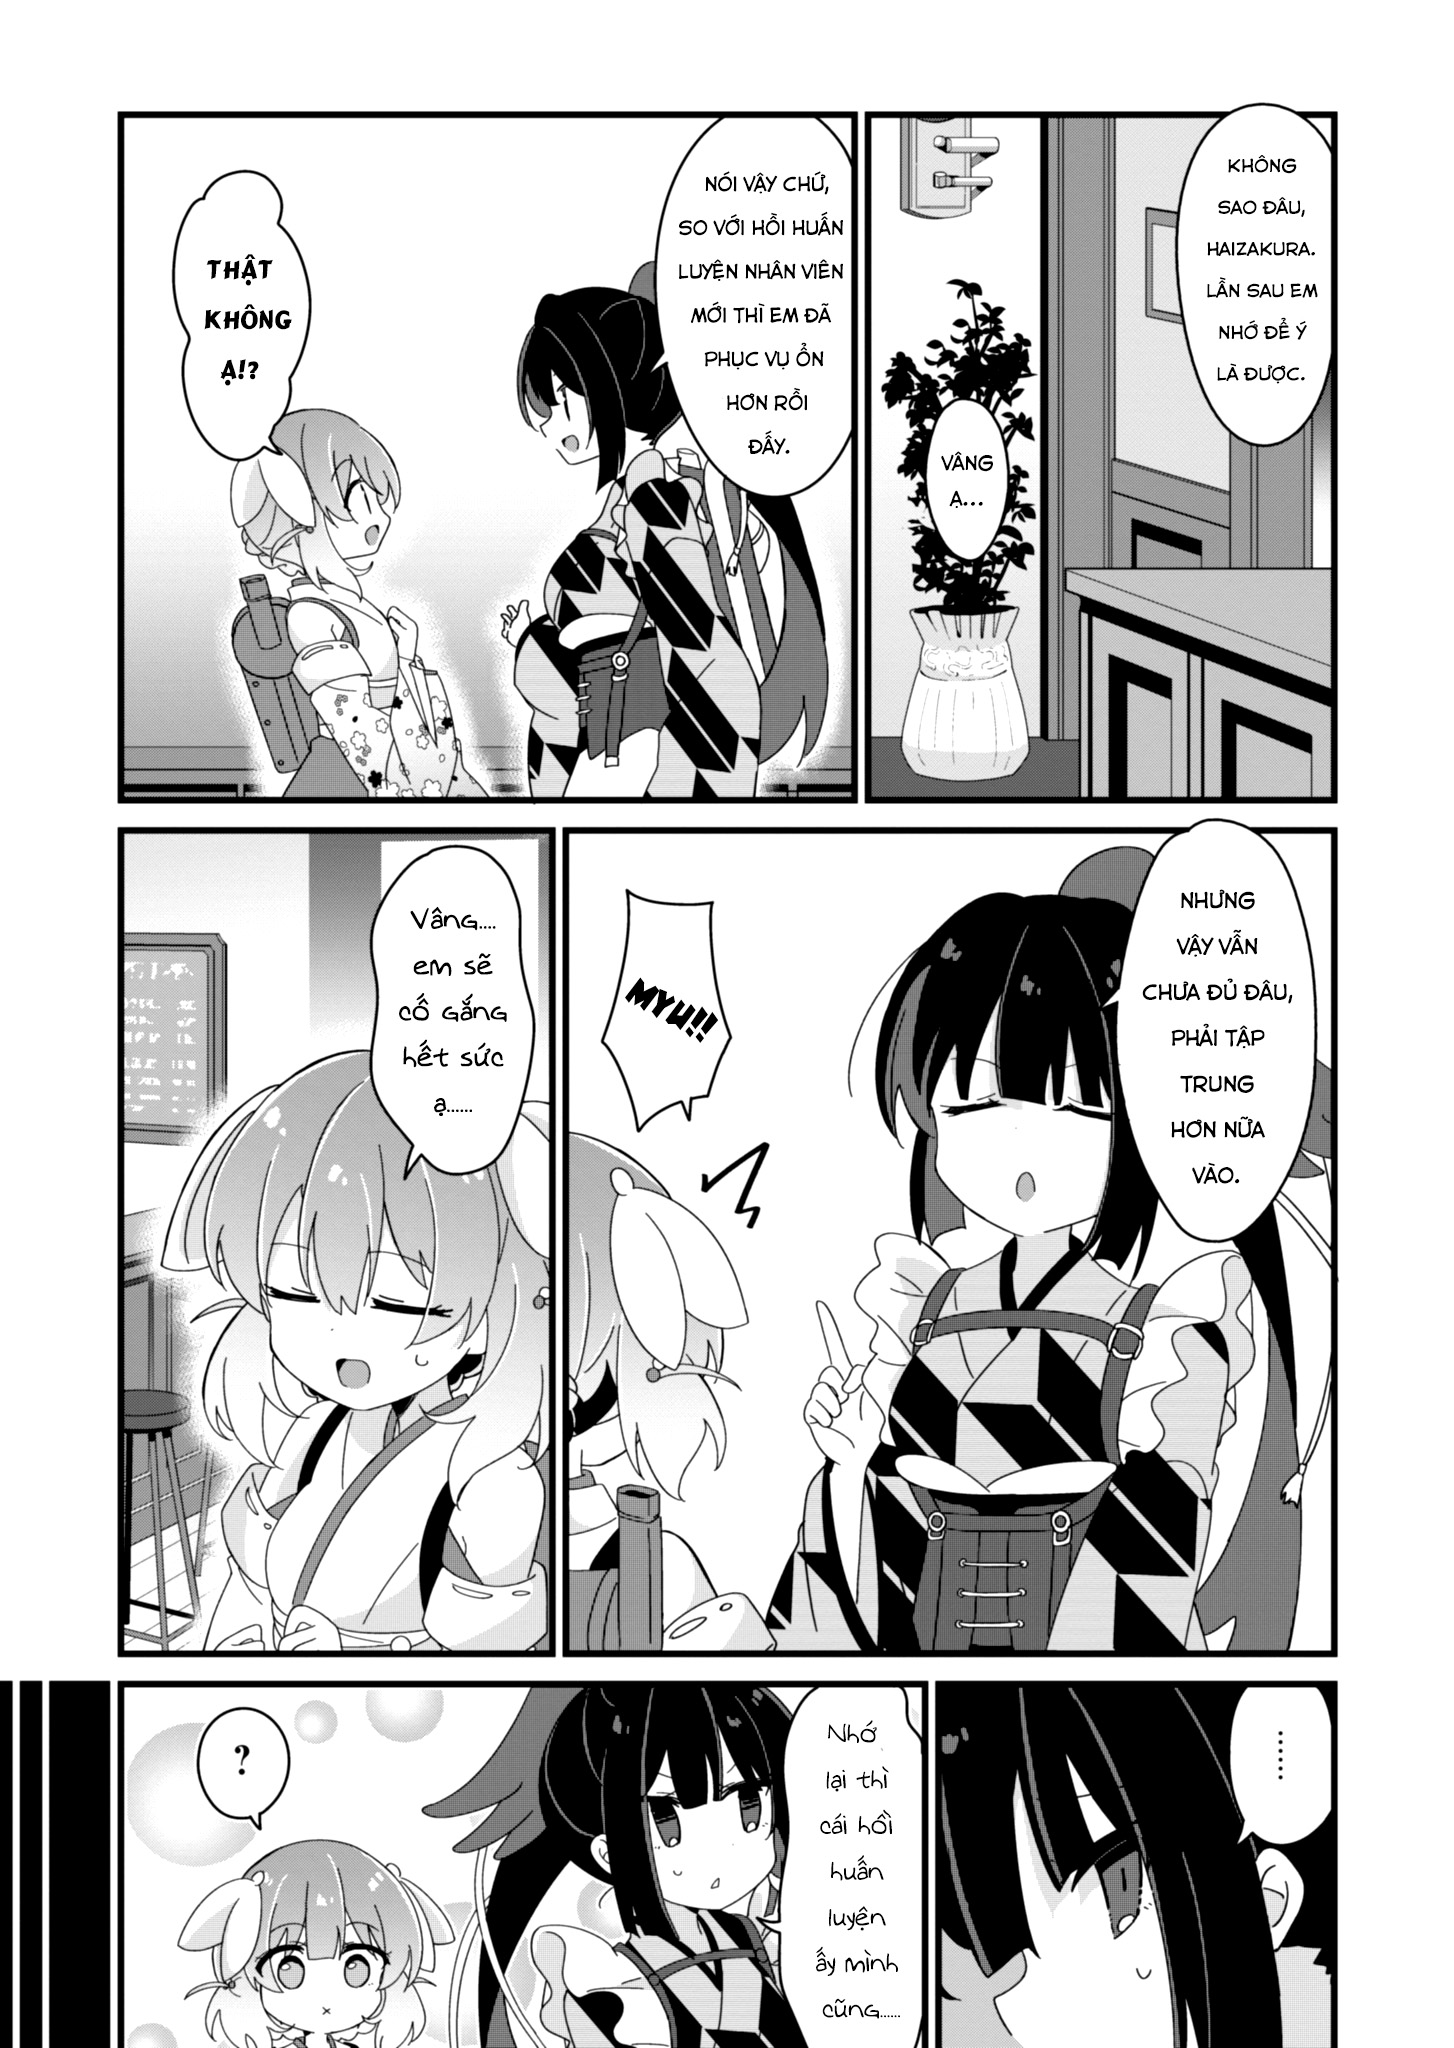 KHÔNG
SAO ĐÂU,
HAIZAKURA.
LẦN SAU EM
NHỚ ĐỂ Ý
LÀ ĐƯỢC.
VÂNG
Ạ...
NÓI VẬY CHỨ,
SO VỚI HỒI HUẤN
LUYỆN NHÂN VIÊN
MỚI THÌ EM ĐÃ
PHỤC VỤ ỔN
HƠN RỒI
ĐẤY.
THẬT
KHÔNG
Ạ!?
NHƯNG
VẬY VẪN
CHƯA ĐỦ ĐÂU,
PHẢI TẬP
TRUNG
HƠN NỮA
VÀO.
MYU!!
Vâng....
em sẽ
cố gắng
hết sức
ạ......
......
Nhớ
lại thì
cái hồi
huấn
luyện
ấy mình
cũng......
?